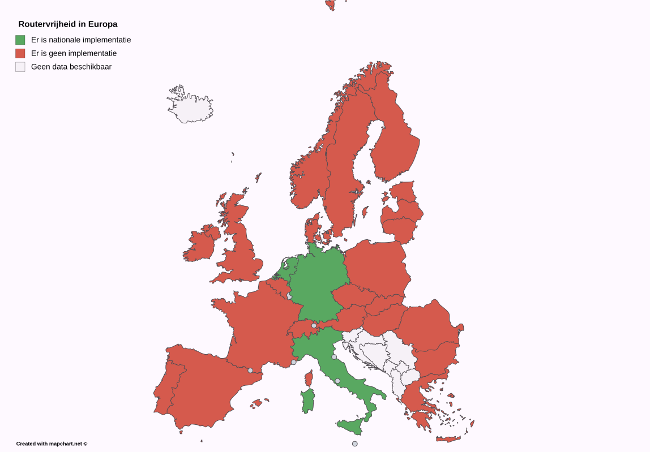 Routervrijheid in Europa
Er is nationale implementatie
Er is geen implementatie
Geen data beschikbaar
Created with mapchart.net ©